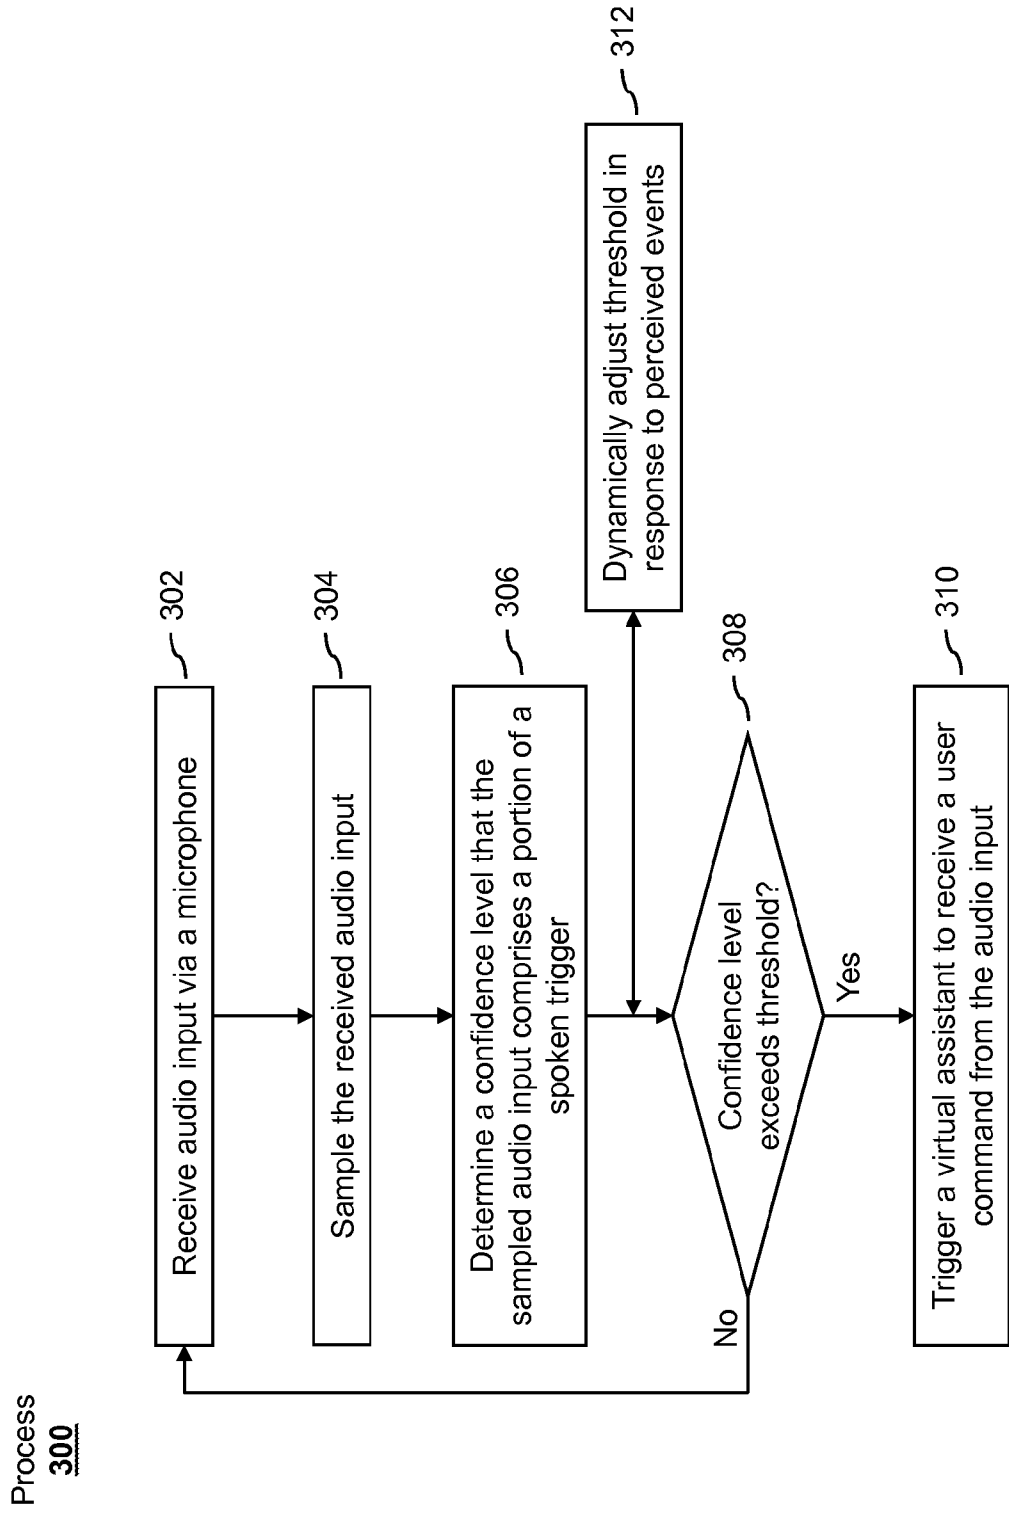 Process
300
Receive audio input via a microphone
302
Sample the received audio input
304
Determine a confidence level that the
sampled audio input comprises a portion of a
spoken trigger
306
Dynamically adjust threshold in
response to perceived events
312
Confidence level
exceeds threshold?
308
No
Yes
Trigger a virtual assistant to receive a user
command from the audio input
310